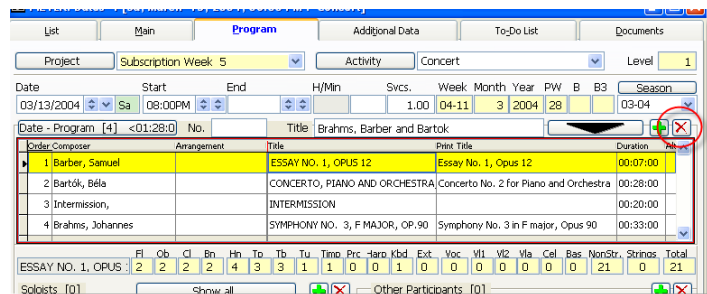 List Main Program Additional Data To-Do List Documents
Project Subscription Week 5 Activity Concert Level 1
Date Start End H/Min Svcs. Week Month Year PW B B3 Season
03/13/2004 Sa 08:00PM 1.00 04-11 3 2004 28 03-04
Date - Program [4] <01:28:0) No. Title Brahms, Barber and Bartok
Order Composer Arrangement Title Print Title Duration Alt
1 Barber, Samuel ESSAY NO. 1, OPUS 12 Essay No. 1, Opus 12 00:07:00
2 Bartók, Béla CONCERTO, PIANO AND ORCHESTRA, Concerto No. 2 for Piano and Orchestra 00:28:00
3 Intermission, INTERMISSION 00:20:00
4 Brahms, Johannes SYMPHONY NO. 3, F MAJOR, OP.90 Symphony No. 3 in F major, Opus 90 00:33:00
Fl Ob Cl Bn Hn Tp Tb Tu Timp Prc Harp Kbd Ext Voc Vl1 Vl2 Vla Cel Bas NonStr. Strings Total
ESSAY NO. 1, OPUS : 2 2 2 2 4 3 3 1 1 0 0 1 0 0 0 0 0 0 0 21 0 21
Soloists [0] Show all Other Participants [0]